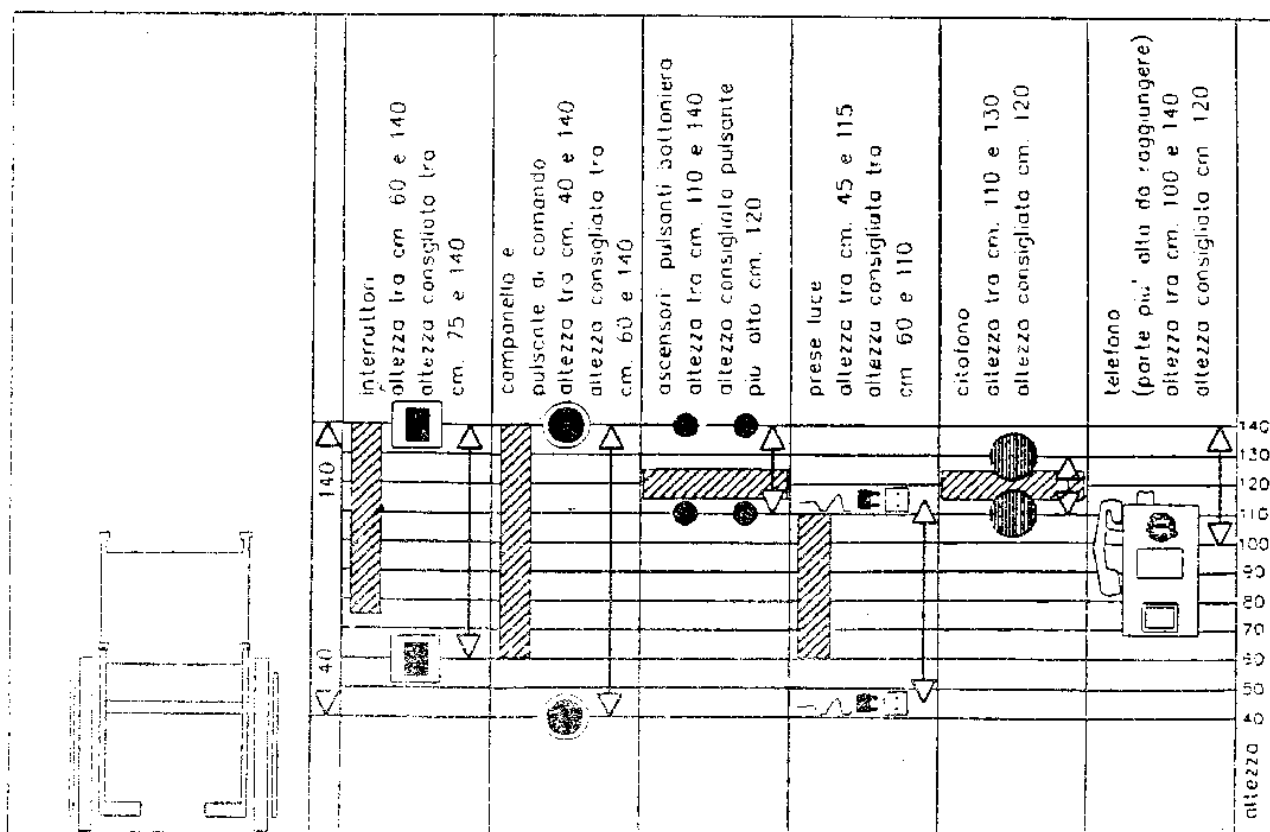 interruttori
altezza tra cm 60 e 140
altezza consigliata tra
cm. 75 e 140
campanello e
pulsante di comando
altezza tra cm. 40 e 140
altezza consigliata tra
cm. 60 e 140
ascensori pulsanti bottoniera
altezza tra cm. 110 e 140
altezza consigliata pulsante
piu alto cm. 120
prese luce
altezza tra cm. 45 e 115
altezza consigliata tra
cm 60 e 110
citofono
altezza tra cm. 110 e 130
altezza consigliata cm. 120
telefono
(parte piu' alta da raggiungere)
altezza tra cm. 100 e 140
altezza consigliata cm 120
140
40
140
130
120
110
100
90
80
70
60
50
40
altezza